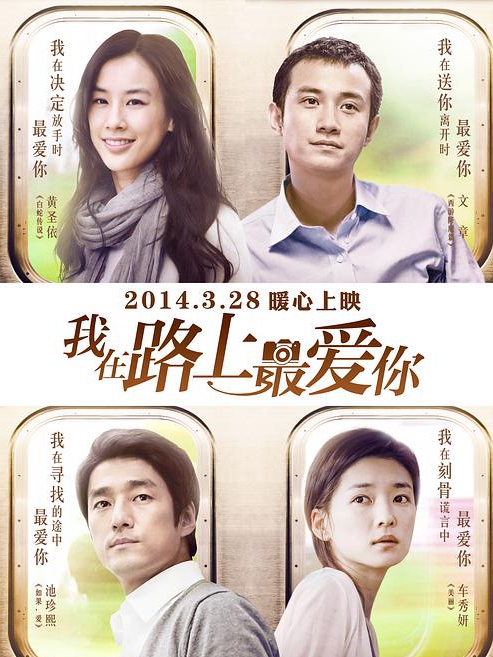 我在决定放手时
最爱你
黄圣依
《白蛇传说》
我在送你离开时
最爱你
文 章
《西游降魔篇》
2014.3.28 暖心上映
我在路上最爱你
我在寻找的途中
最爱你
池珍熙
《如果·爱》
我在刻骨谎言中
最爱你
车秀妍
《美丽》